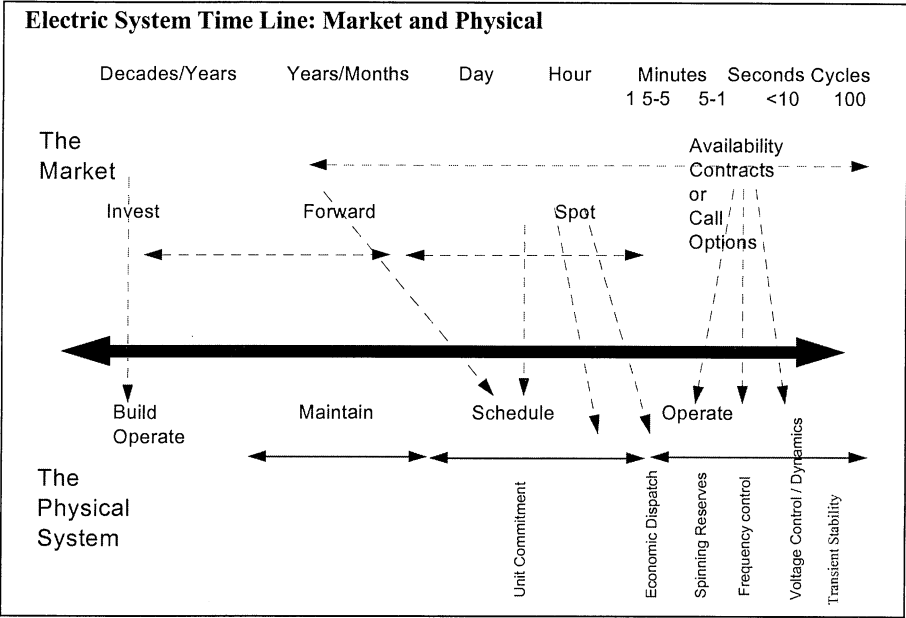 Electric System Time Line: Market and Physical
Decades/Years Years/Months Day Hour Minutes Seconds Cycles
1 5-5 5-1 <10 100
The
Market
Availability
Contracts
or
Call
Options
Invest Forward Spot
Build
Operate
Maintain Schedule Operate
The
Physical
System
Unit Commitment
Economic Dispatch
Spinning Reserves
Frequency control
Voltage Control / Dynamics
Transient Stability